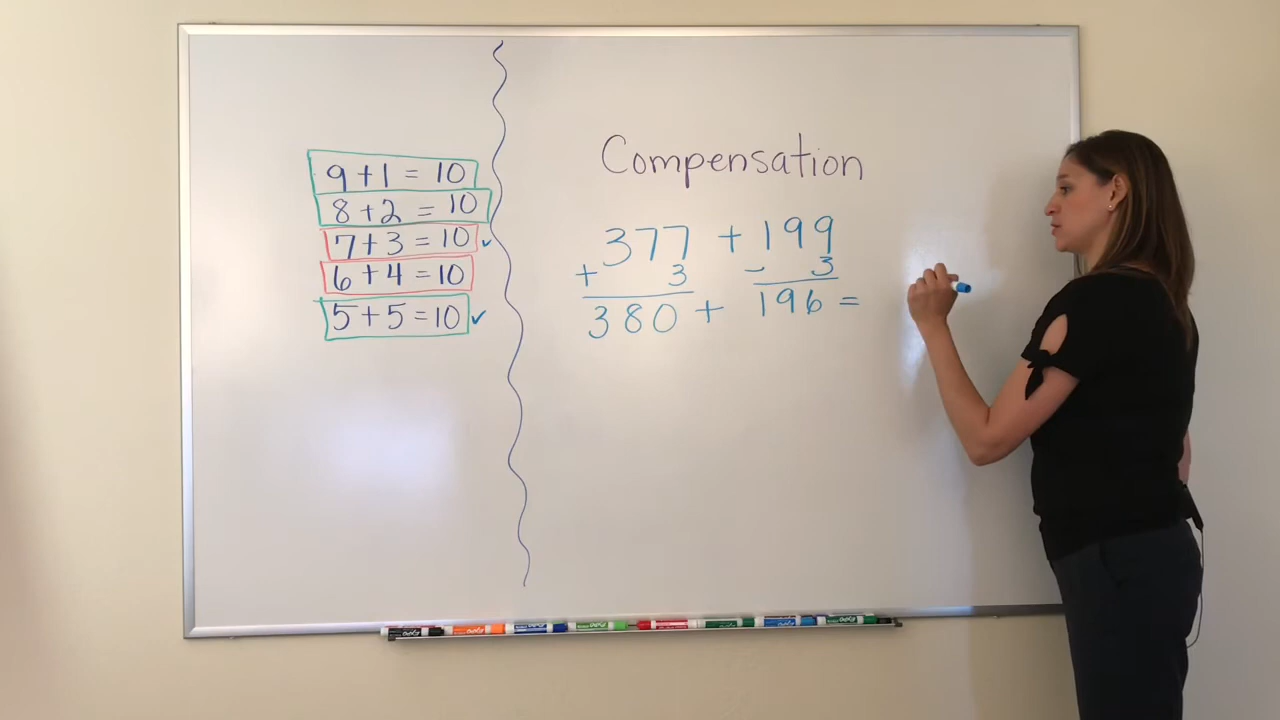 9 + 1 = 10
8 + 2 = 10
7 + 3 = 10 ✓
6 + 4 = 10
5 + 5 = 10 ✓
Compensation
377 + 199
+ 3 - 3
380 + 196 =
EXPO